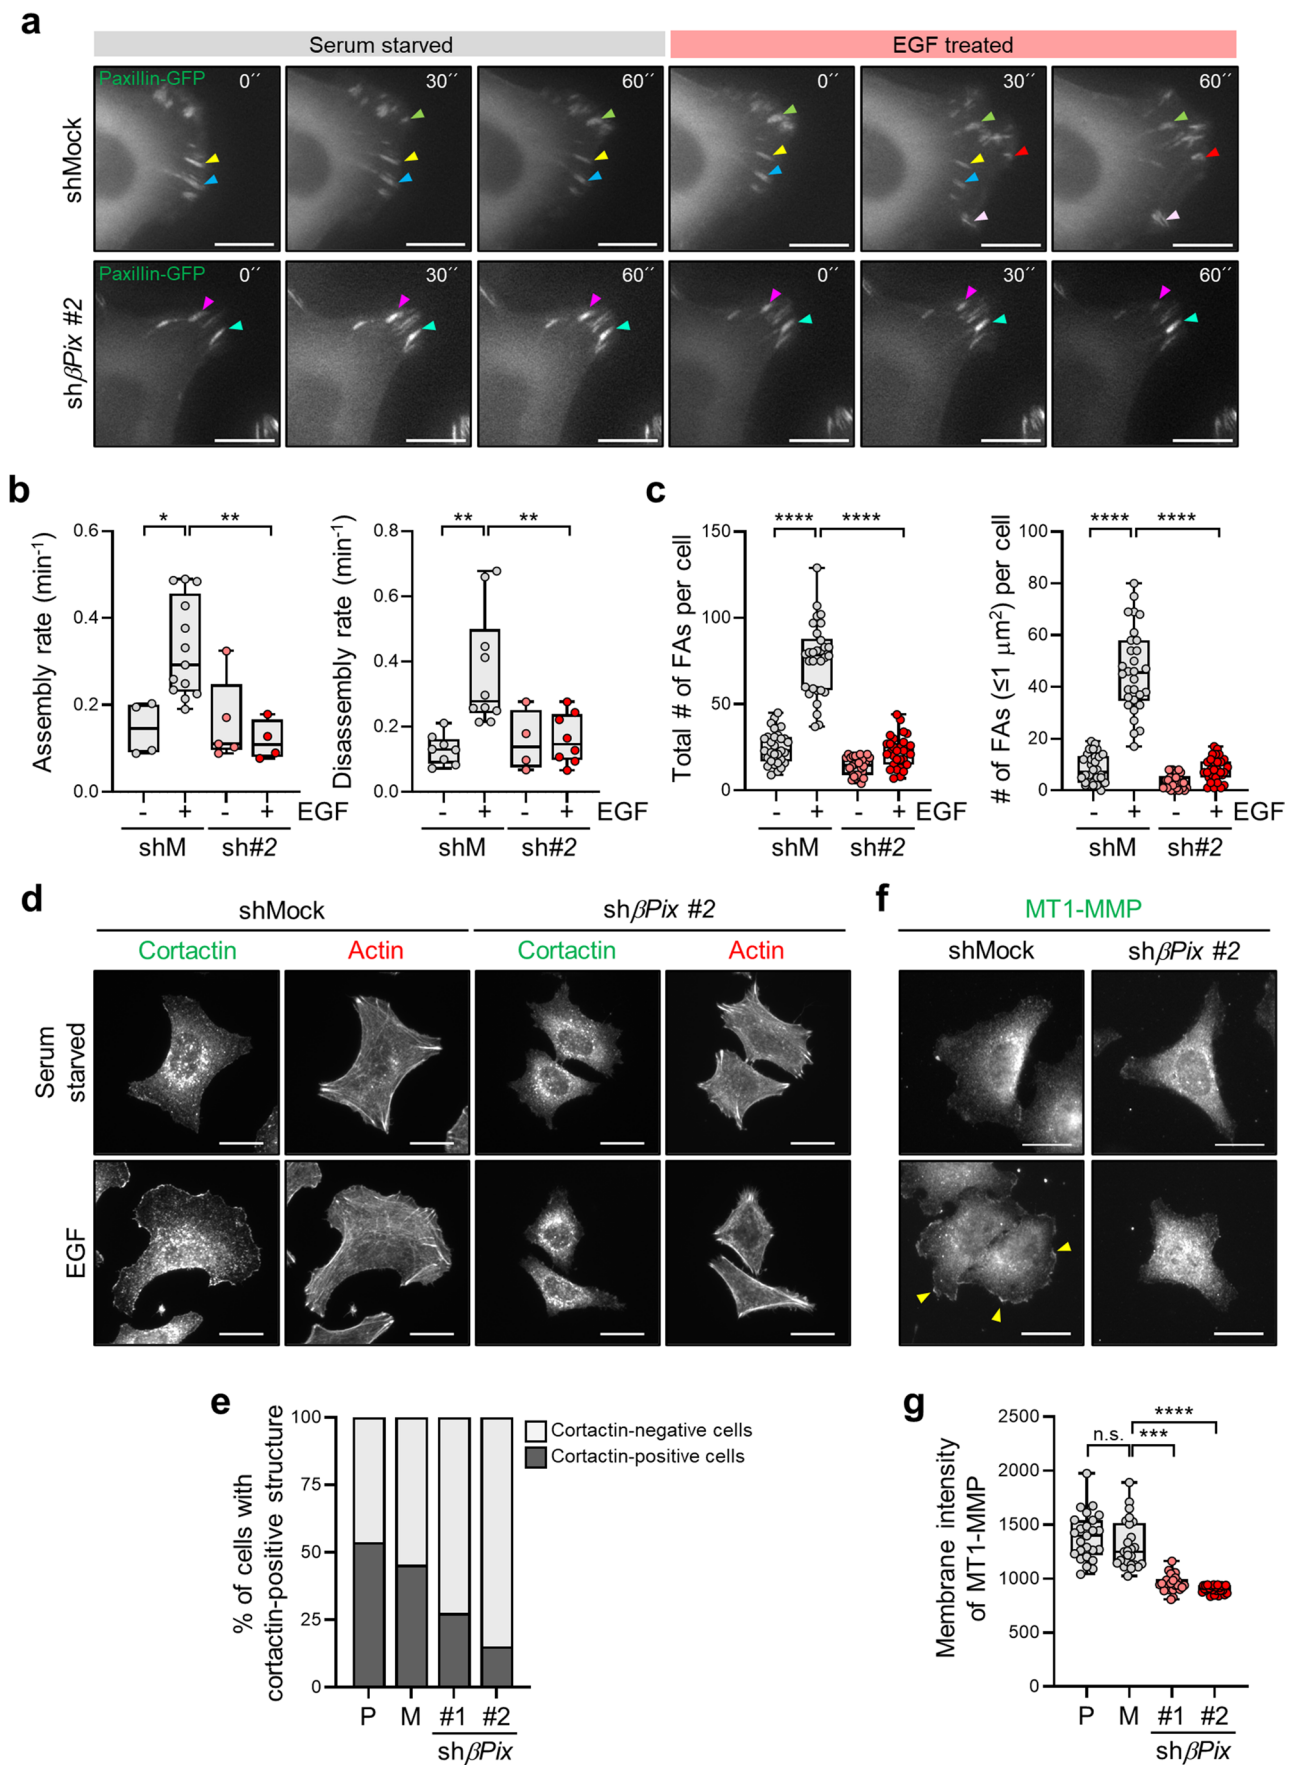 a
Serum starved
EGF treated
shMock
Paxillin-GFP
0´´
30´´
60´´
0´´
30´´
60´´
shβPix #2
Paxillin-GFP
0´´
30´´
60´´
0´´
30´´
60´´
b
Assembly rate (min-1)
0.6
0.4
0.2
0.0
*
**
-
+
-
+
EGF
shM
sh#2
Disassembly rate (min-1)
0.8
0.6
0.4
0.2
0.0
**
**
-
+
-
+
EGF
shM
sh#2
c
Total # of FAs per cell
150
100
50
0
****
****
-
+
-
+
shM
sh#2
# of FAs (≤1 μm2) per cell
100
80
60
40
20
0
****
****
-
+
-
+
EGF
shM
sh#2
d
shMock
shβPix #2
Cortactin
Actin
Cortactin
Actin
Serum
starved
EGF
f
MT1-MMP
shMock
shβPix #2
e
% of cells with
cortactin-positive structure
100
75
50
25
0
P
M
#1
#2
shβPix
Cortactin-negative cells
Cortactin-positive cells
g
Membrane intensity
of MT1-MMP
2500
2000
1500
1000
500
0
n.s.
***
****
P
M
#1
#2
shβPix